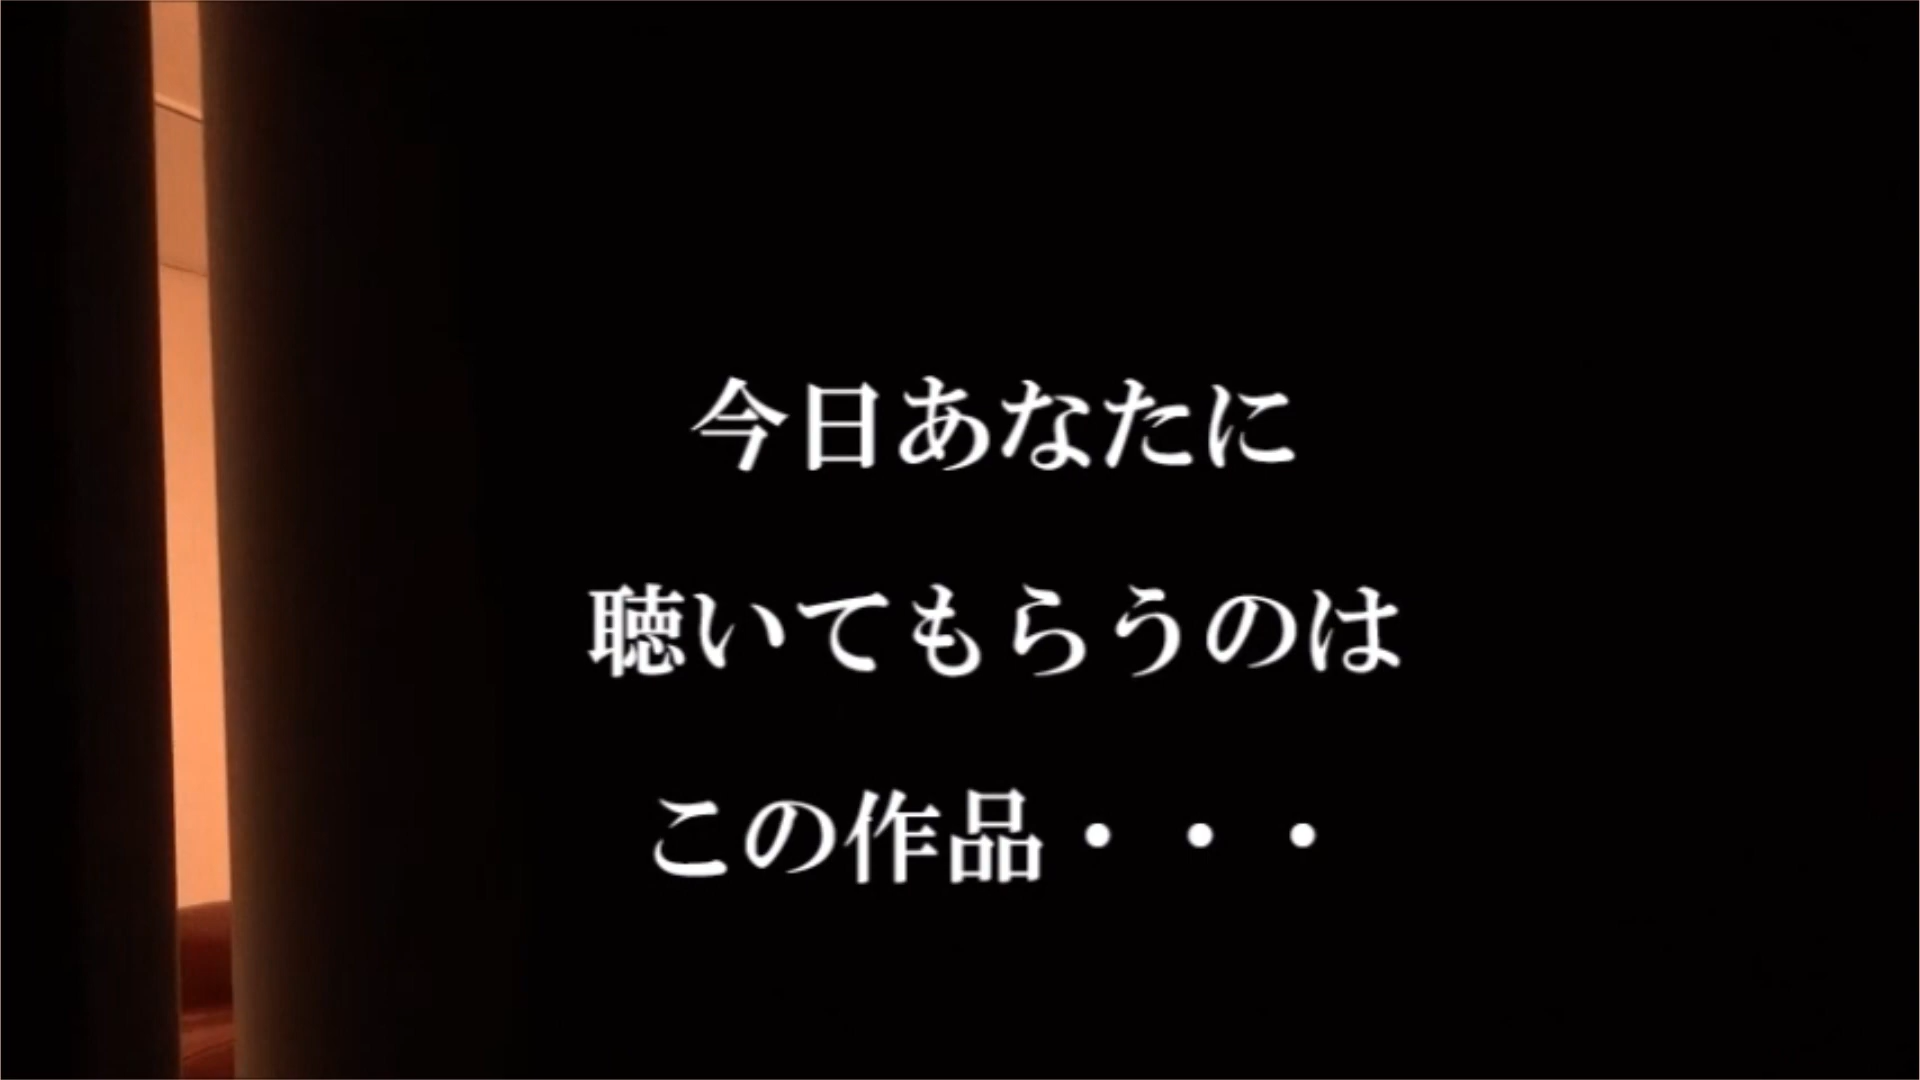 今日あなたに
聴いてもらうのは
この作品・・・